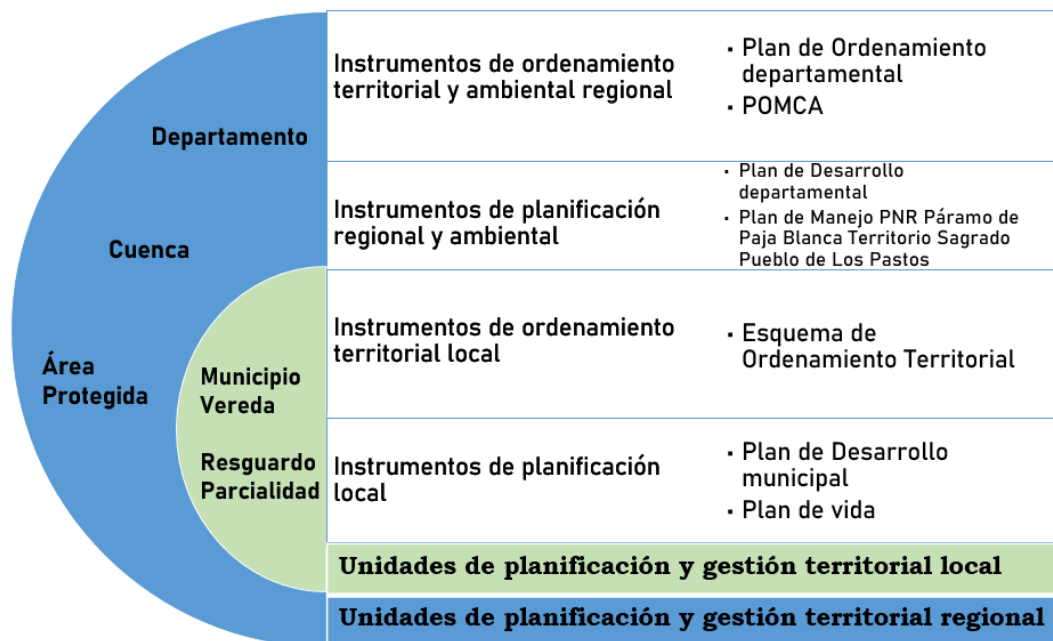 Departamento
Cuenca
Área
Protegida
Municipio
Vereda
Resguardo
Parcialidad
Instrumentos de ordenamiento
territorial y ambiental regional
▪ Plan de Ordenamiento
departamental
▪ POMCA
Instrumentos de planificación
regional y ambiental
▪ Plan de Desarrollo
departamental
▪ Plan de Manejo PNR Páramo de
Paja Blanca Territorio Sagrado
Pueblo de Los Pastos
Instrumentos de ordenamiento
territorial local
▪ Esquema de
Ordenamiento Territorial
Instrumentos de planificación
local
▪ Plan de Desarrollo
municipal
▪ Plan de vida
Unidades de planificación y gestión territorial local
Unidades de planificación y gestión territorial regional